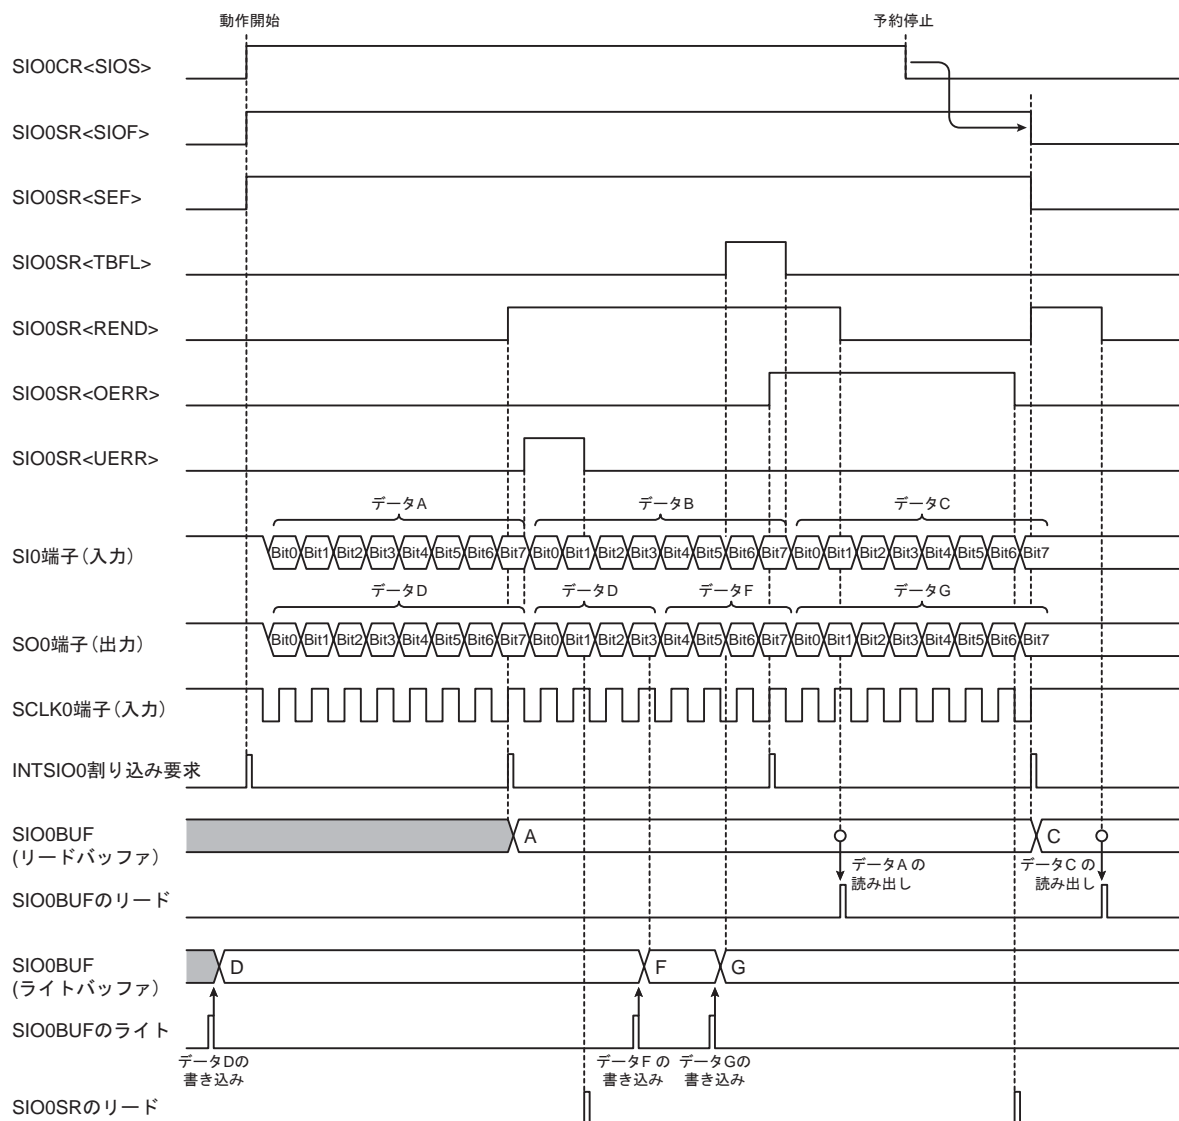 動作開始
予約停止
SIO0CR<SIOS>
SIO0SR<SIOF>
SIO0SR<SEF>
SIO0SR<TBFL>
SIO0SR<REND>
SIO0SR<OERR>
SIO0SR<UERR>
データA
データB
データC
SI0端子(入力)
Bit0 Bit1 Bit2 Bit3 Bit4 Bit5 Bit6 Bit7 Bit0 Bit1 Bit2 Bit3 Bit4 Bit5 Bit6 Bit7 Bit0 Bit1 Bit2 Bit3 Bit4 Bit5 Bit6 Bit7
データD
データD
データF
データG
SO0端子(出力)
Bit0 Bit1 Bit2 Bit3 Bit4 Bit5 Bit6 Bit7 Bit0 Bit1 Bit2 Bit3 Bit4 Bit5 Bit6 Bit7 Bit0 Bit1 Bit2 Bit3 Bit4 Bit5 Bit6 Bit7
SCLK0端子(入力)
INTSIO0割り込み要求
SIO0BUF
(リードバッファ)
A
C
データA の
読み出し
データC の
読み出し
SIO0BUFのリード
SIO0BUF
(ライトバッファ)
D
F
G
SIO0BUFのライト
データDの
書き込み
データF の
書き込み
データGの
書き込み
SIO0SRのリード